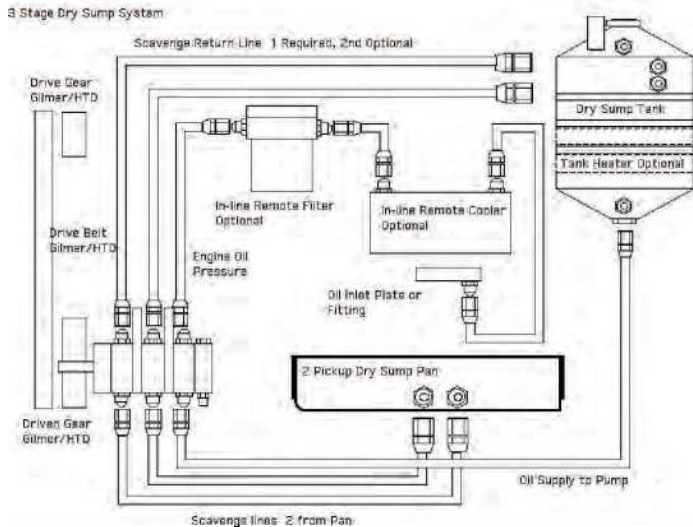 3 Stage Dry Sump System
Scavenge Return Line 1 Required, 2nd Optional
Drive Gear
Gilmer/HTD
Dry Sump Tank
Tank Heater Optional
In-line Remote Filter
Optional
In-line Remote Cooler
Optional
Drive Belt
Gilmer/HTD
Engine Oil
Pressure
Oil Inlet Plate or
Fitting
2 Pickup Dry Sump Pan
Driven Gear
Gilmer/HTD
Oil Supply to Pump
Scavenge lines 2 from Pan